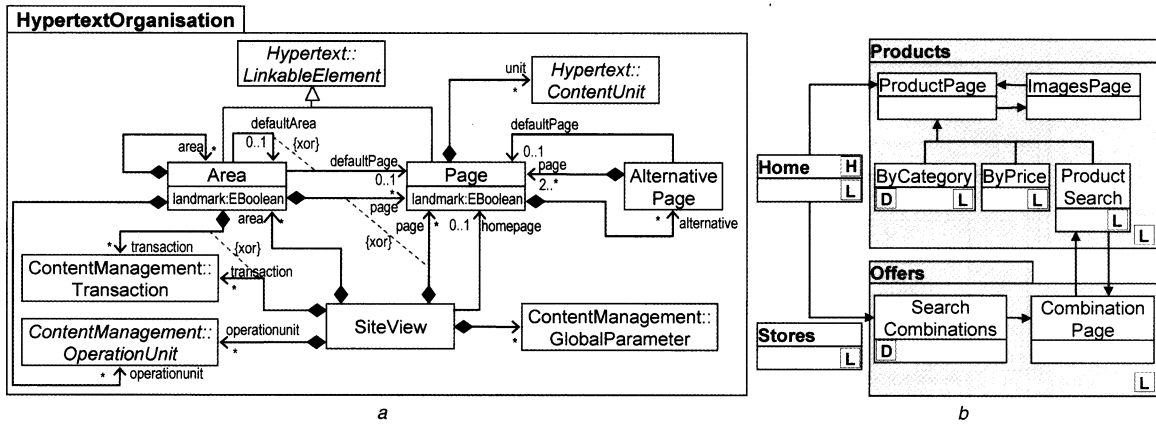 HypertextOrganisation
Hypertext::
LinkableElement
unit
*
Hypertext::
ContentUnit
defaultArea
0..1
{xor}
area
*
defaultPage
0..1
defaultPage
0..1
Area
landmark:EBoolean
Page
landmark:EBoolean
page
2..*
Alternative
Page
*
page
*
alternative
area
*
page
*
0..1
homepage
{xor}
{xor}
*
transaction
transaction
*
ContentManagement::
Transaction
SiteView
operationunit
*
ContentManagement::
OperationUnit
*
operationunit
*
ContentManagement::
GlobalParameter
a
Products
ProductPage
ImagesPage
Home
H
L
ByCategory
D
L
ByPrice
L
Product
Search
L
L
Offers
Search
Combinations
D
Combination
Page
L
Stores
L
b